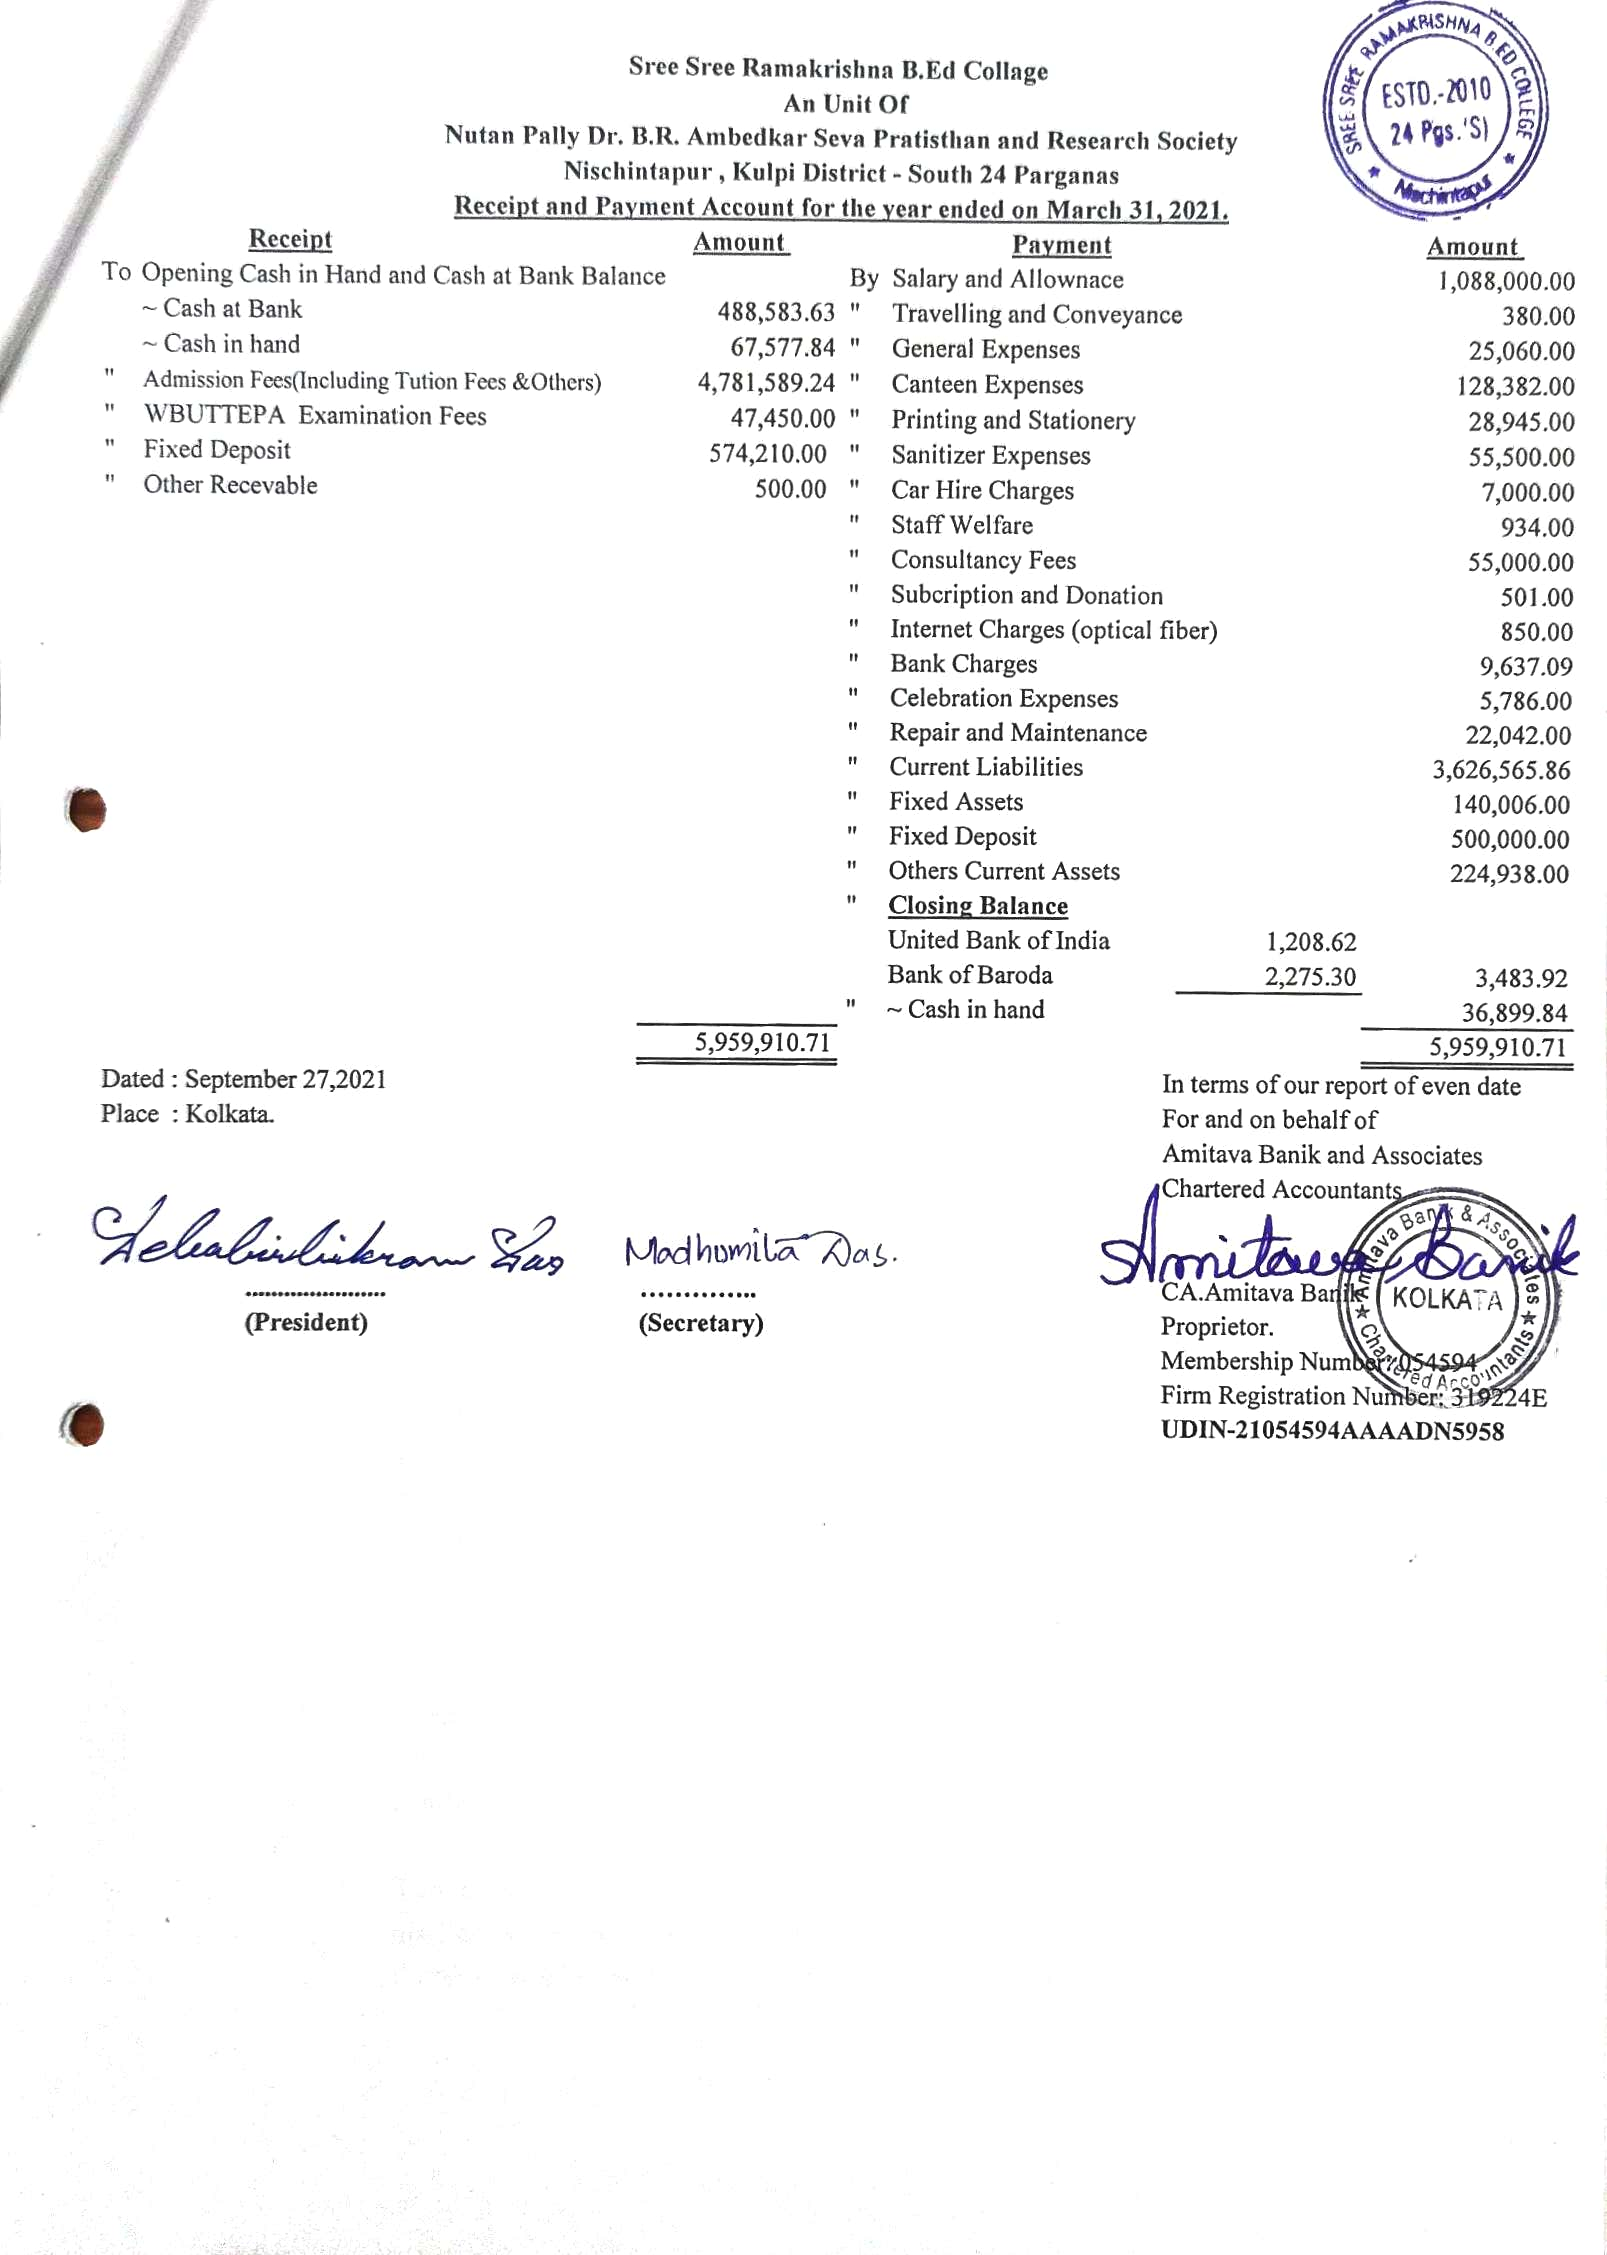 SREE SREE RAMAKRISHNA B.ED COLLEGE
ESTD.-2010
24 Pgs.'S)
Sree Sree Ramakrishna B.Ed Collage
An Unit Of
Nutan Pally Dr. B.R. Ambedkar Seva Pratisthan and Research Society
Nischintapur , Kulpi District - South 24 Parganas
Receipt and Payment Account for the year ended on March 31, 2021.
Receipt Amount Payment Amount
To Opening Cash in Hand and Cash at Bank Balance By Salary and Allownace 1,088,000.00
~ Cash at Bank 488,583.63 " Travelling and Conveyance 380.00
~ Cash in hand 67,577.84 " General Expenses 25,060.00
" Admission Fees(Including Tution Fees &Others) 4,781,589.24 " Canteen Expenses 128,382.00
" WBUTTEPA Examination Fees 47,450.00 " Printing and Stationery 28,945.00
" Fixed Deposit 574,210.00 " Sanitizer Expenses 55,500.00
" Other Recevable 500.00 " Car Hire Charges 7,000.00
" Staff Welfare 934.00
" Consultancy Fees 55,000.00
" Subcription and Donation 501.00
" Internet Charges (optical fiber) 850.00
" Bank Charges 9,637.09
" Celebration Expenses 5,786.00
" Repair and Maintenance 22,042.00
" Current Liabilities 3,626,565.86
" Fixed Assets 140,006.00
" Fixed Deposit 500,000.00
" Others Current Assets 224,938.00
" Closing Balance
United Bank of India 1,208.62
Bank of Baroda 2,275.30 3,483.92
" ~ Cash in hand 36,899.84
5,959,910.71 5,959,910.71
Dated : September 27,2021
Place : Kolkata.
In terms of our report of even date
For and on behalf of
Amitava Banik and Associates
Chartered Accountants
Madhumita Das.
Amitava Banik
Amitava Banik & Associates
KOLKATA
Chartered Accountants
(President) (Secretary)
CA.Amitava Banik
Proprietor.
Membership Number: 054594
Firm Registration Number: 319224E
UDIN-21054594AAAADN5958